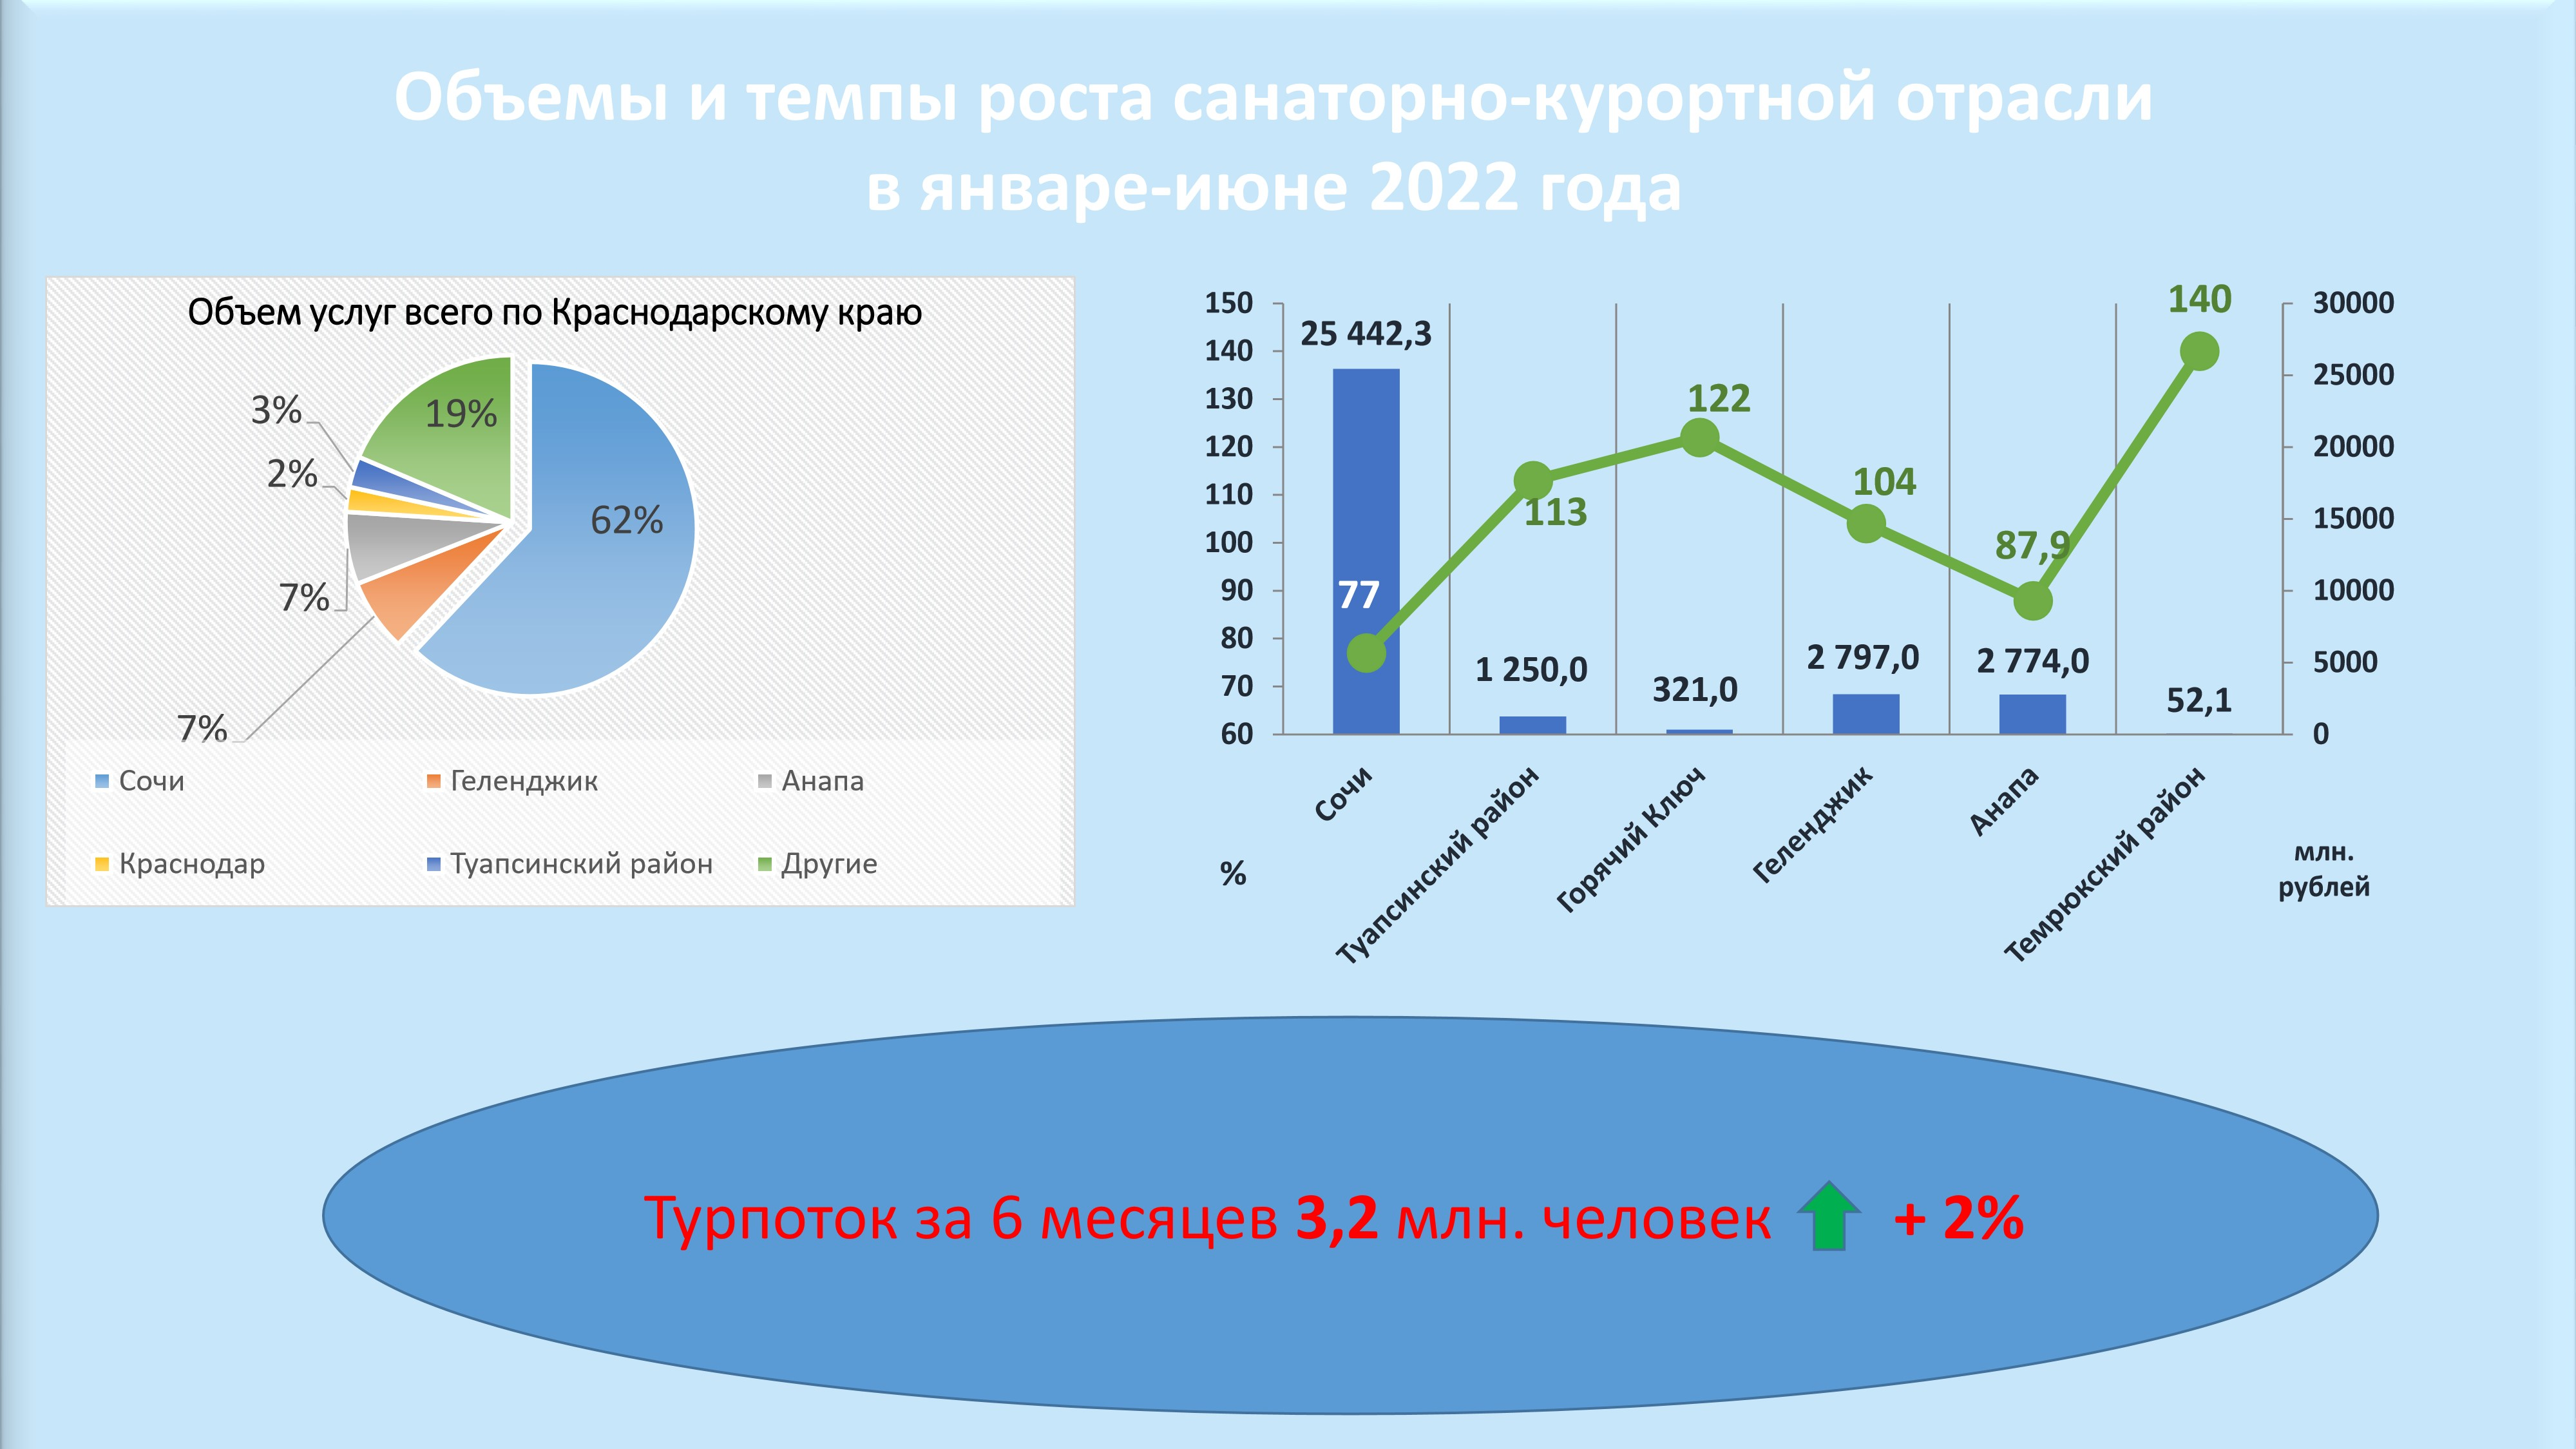 Объемы и темпы роста санаторно-курортной отрасли
в январе-июне 2022 года
Объем услуг всего по Краснодарскому краю
62%
7%
7%
2%
3%
19%
Сочи
Геленджик
Анапа
Краснодар
Туапсинский район
Другие
150
140
130
120
110
100
90
80
70
60
%
25 442,3
1 250,0
321,0
2 797,0
2 774,0
52,1
77
113
122
104
87,9
140
30000
25000
20000
15000
10000
5000
0
млн.
рублей
Сочи
Туапсинский район
Горячий Ключ
Геленджик
Анапа
Темрюкский район
Турпоток за 6 месяцев 3,2 млн. человек + 2%